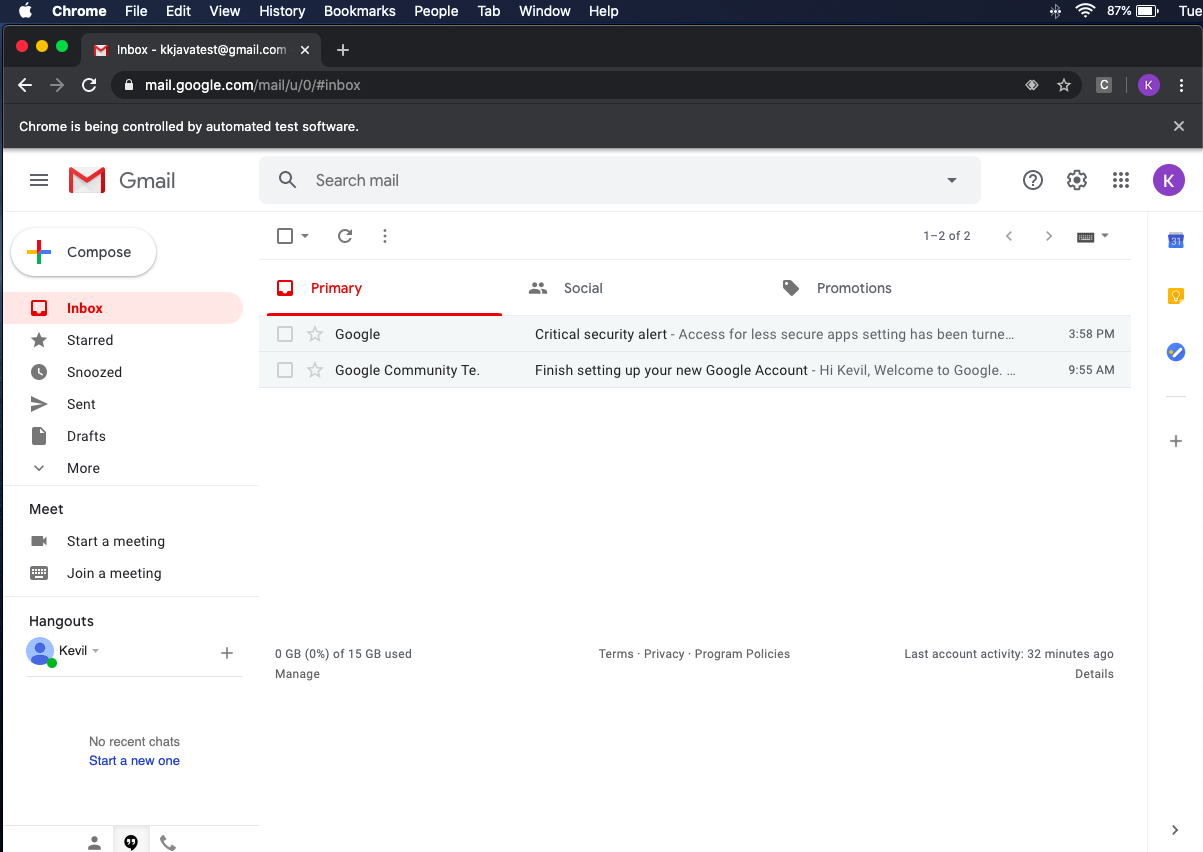 Chrome File Edit View History Bookmarks People Tab Window Help 87% Tue
Inbox - kkjavatest@gmail.com
mail.google.com/mail/u/0/#inbox C K
Chrome is being controlled by automated test software.
Gmail Search mail K
Compose 1–2 of 2 31
Primary Social Promotions
Inbox
Google Critical security alert - Access for less secure apps setting has been turne… 3:58 PM
Starred
Google Community Te. Finish setting up your new Google Account - Hi Kevil, Welcome to Google. … 9:55 AM
Snoozed
Sent
Drafts
More
Meet
Start a meeting
Join a meeting
Hangouts
Kevil
0 GB (0%) of 15 GB used Terms · Privacy · Program Policies Last account activity: 32 minutes ago
Manage Details
No recent chats
Start a new one